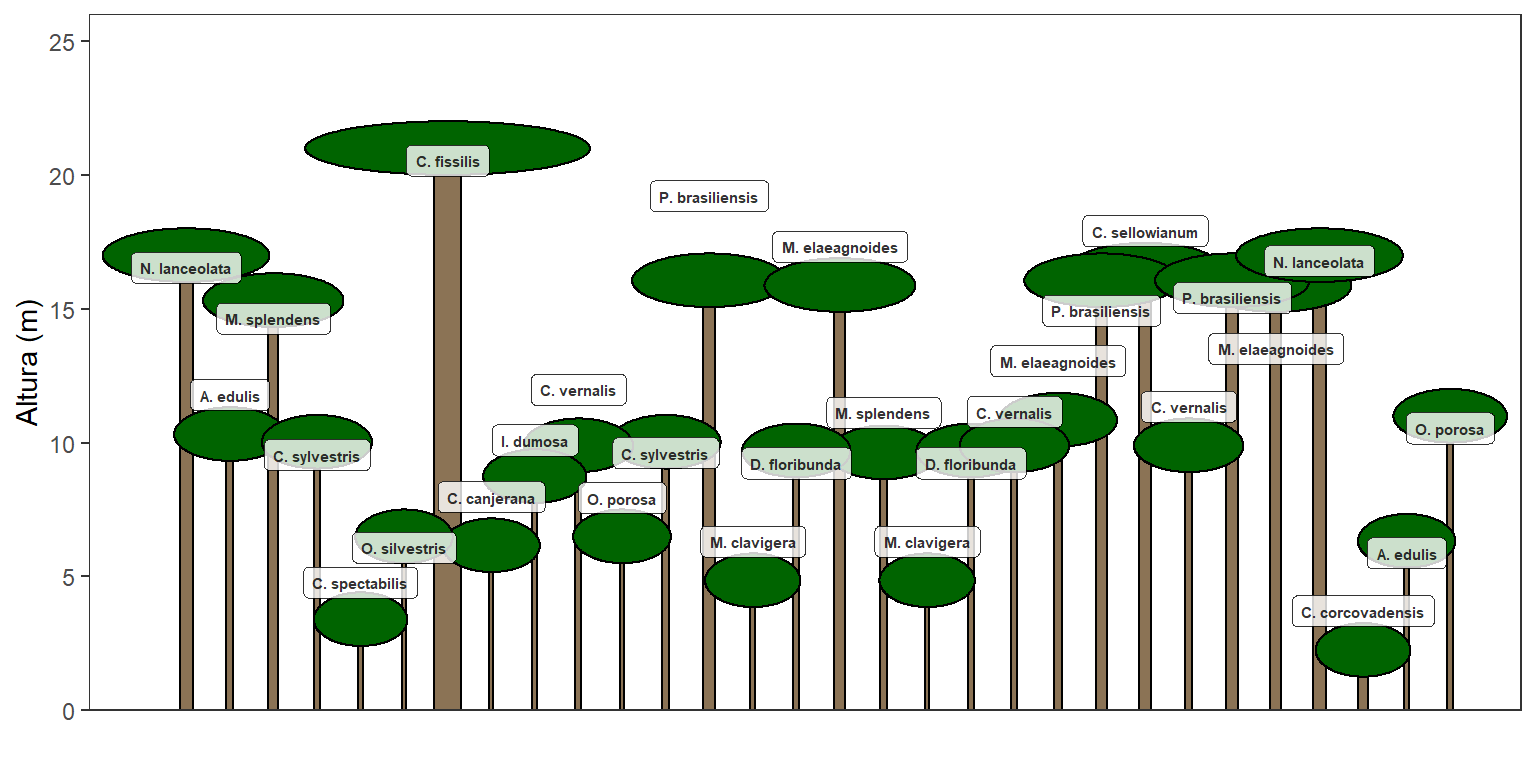 25
20
15
10
5
0
Altura (m)
C. fissilis
P. brasiliensis
C. sellowianum
M. elaeagnoides
N. lanceolata
N. lanceolata
P. brasiliensis
M. splendens
P. brasiliensis
M. elaeagnoides
M. elaeagnoides
A. edulis
C. vernalis
M. splendens
C. vernalis
C. vernalis
C. sylvestris
I. dumosa
C. sylvestris
D. floribunda
D. floribunda
O. porosa
C. canjerana
O. porosa
O. silvestris
M. clavigera
M. clavigera
A. edulis
C. spectabilis
C. corcovadensis